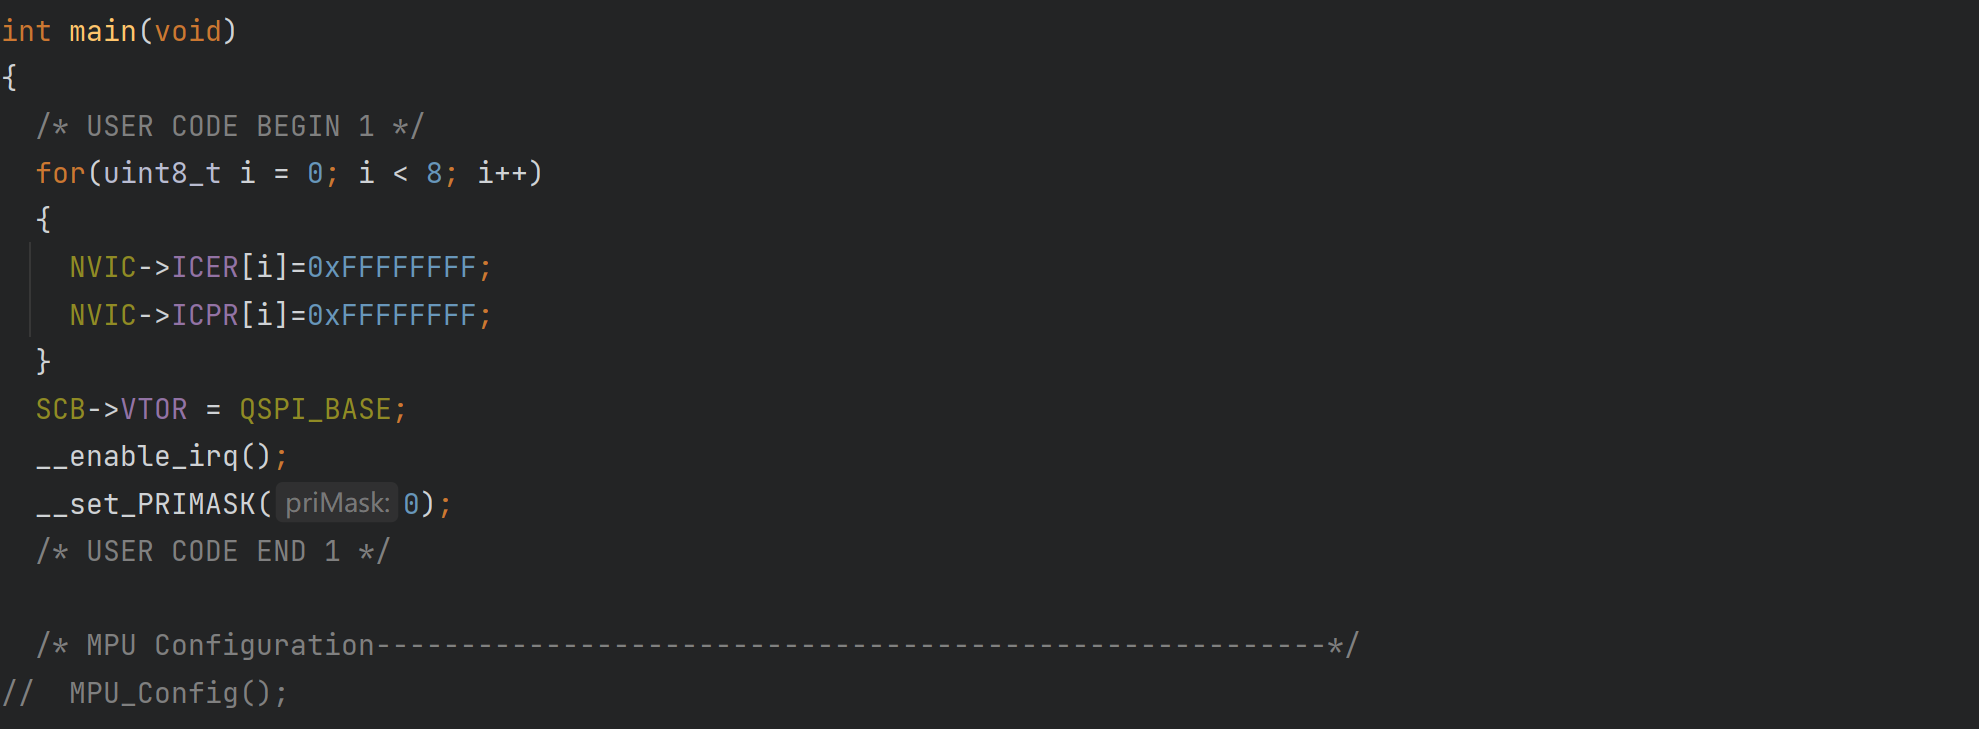 int main(void)
{
  /* USER CODE BEGIN 1 */
  for(uint8_t i = 0; i < 8; i++)
  {
    NVIC->ICER[i]=0xFFFFFFFF;
    NVIC->ICPR[i]=0xFFFFFFFF;
  }
  SCB->VTOR = QSPI_BASE;
  __enable_irq();
  __set_PRIMASK( priMask: 0);
  /* USER CODE END 1 */

  /* MPU Configuration--------------------------------------------------------*/
//  MPU_Config();